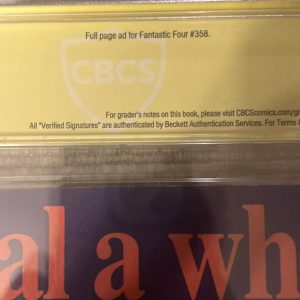 Full page ad for Fantastic Four #358.
CBCS
For grader's notes on this book, please visit CBCScomics.com/gr
All "Verified Signatures" are authenticated by Beckett Authentication Services. For Terms
al a wh